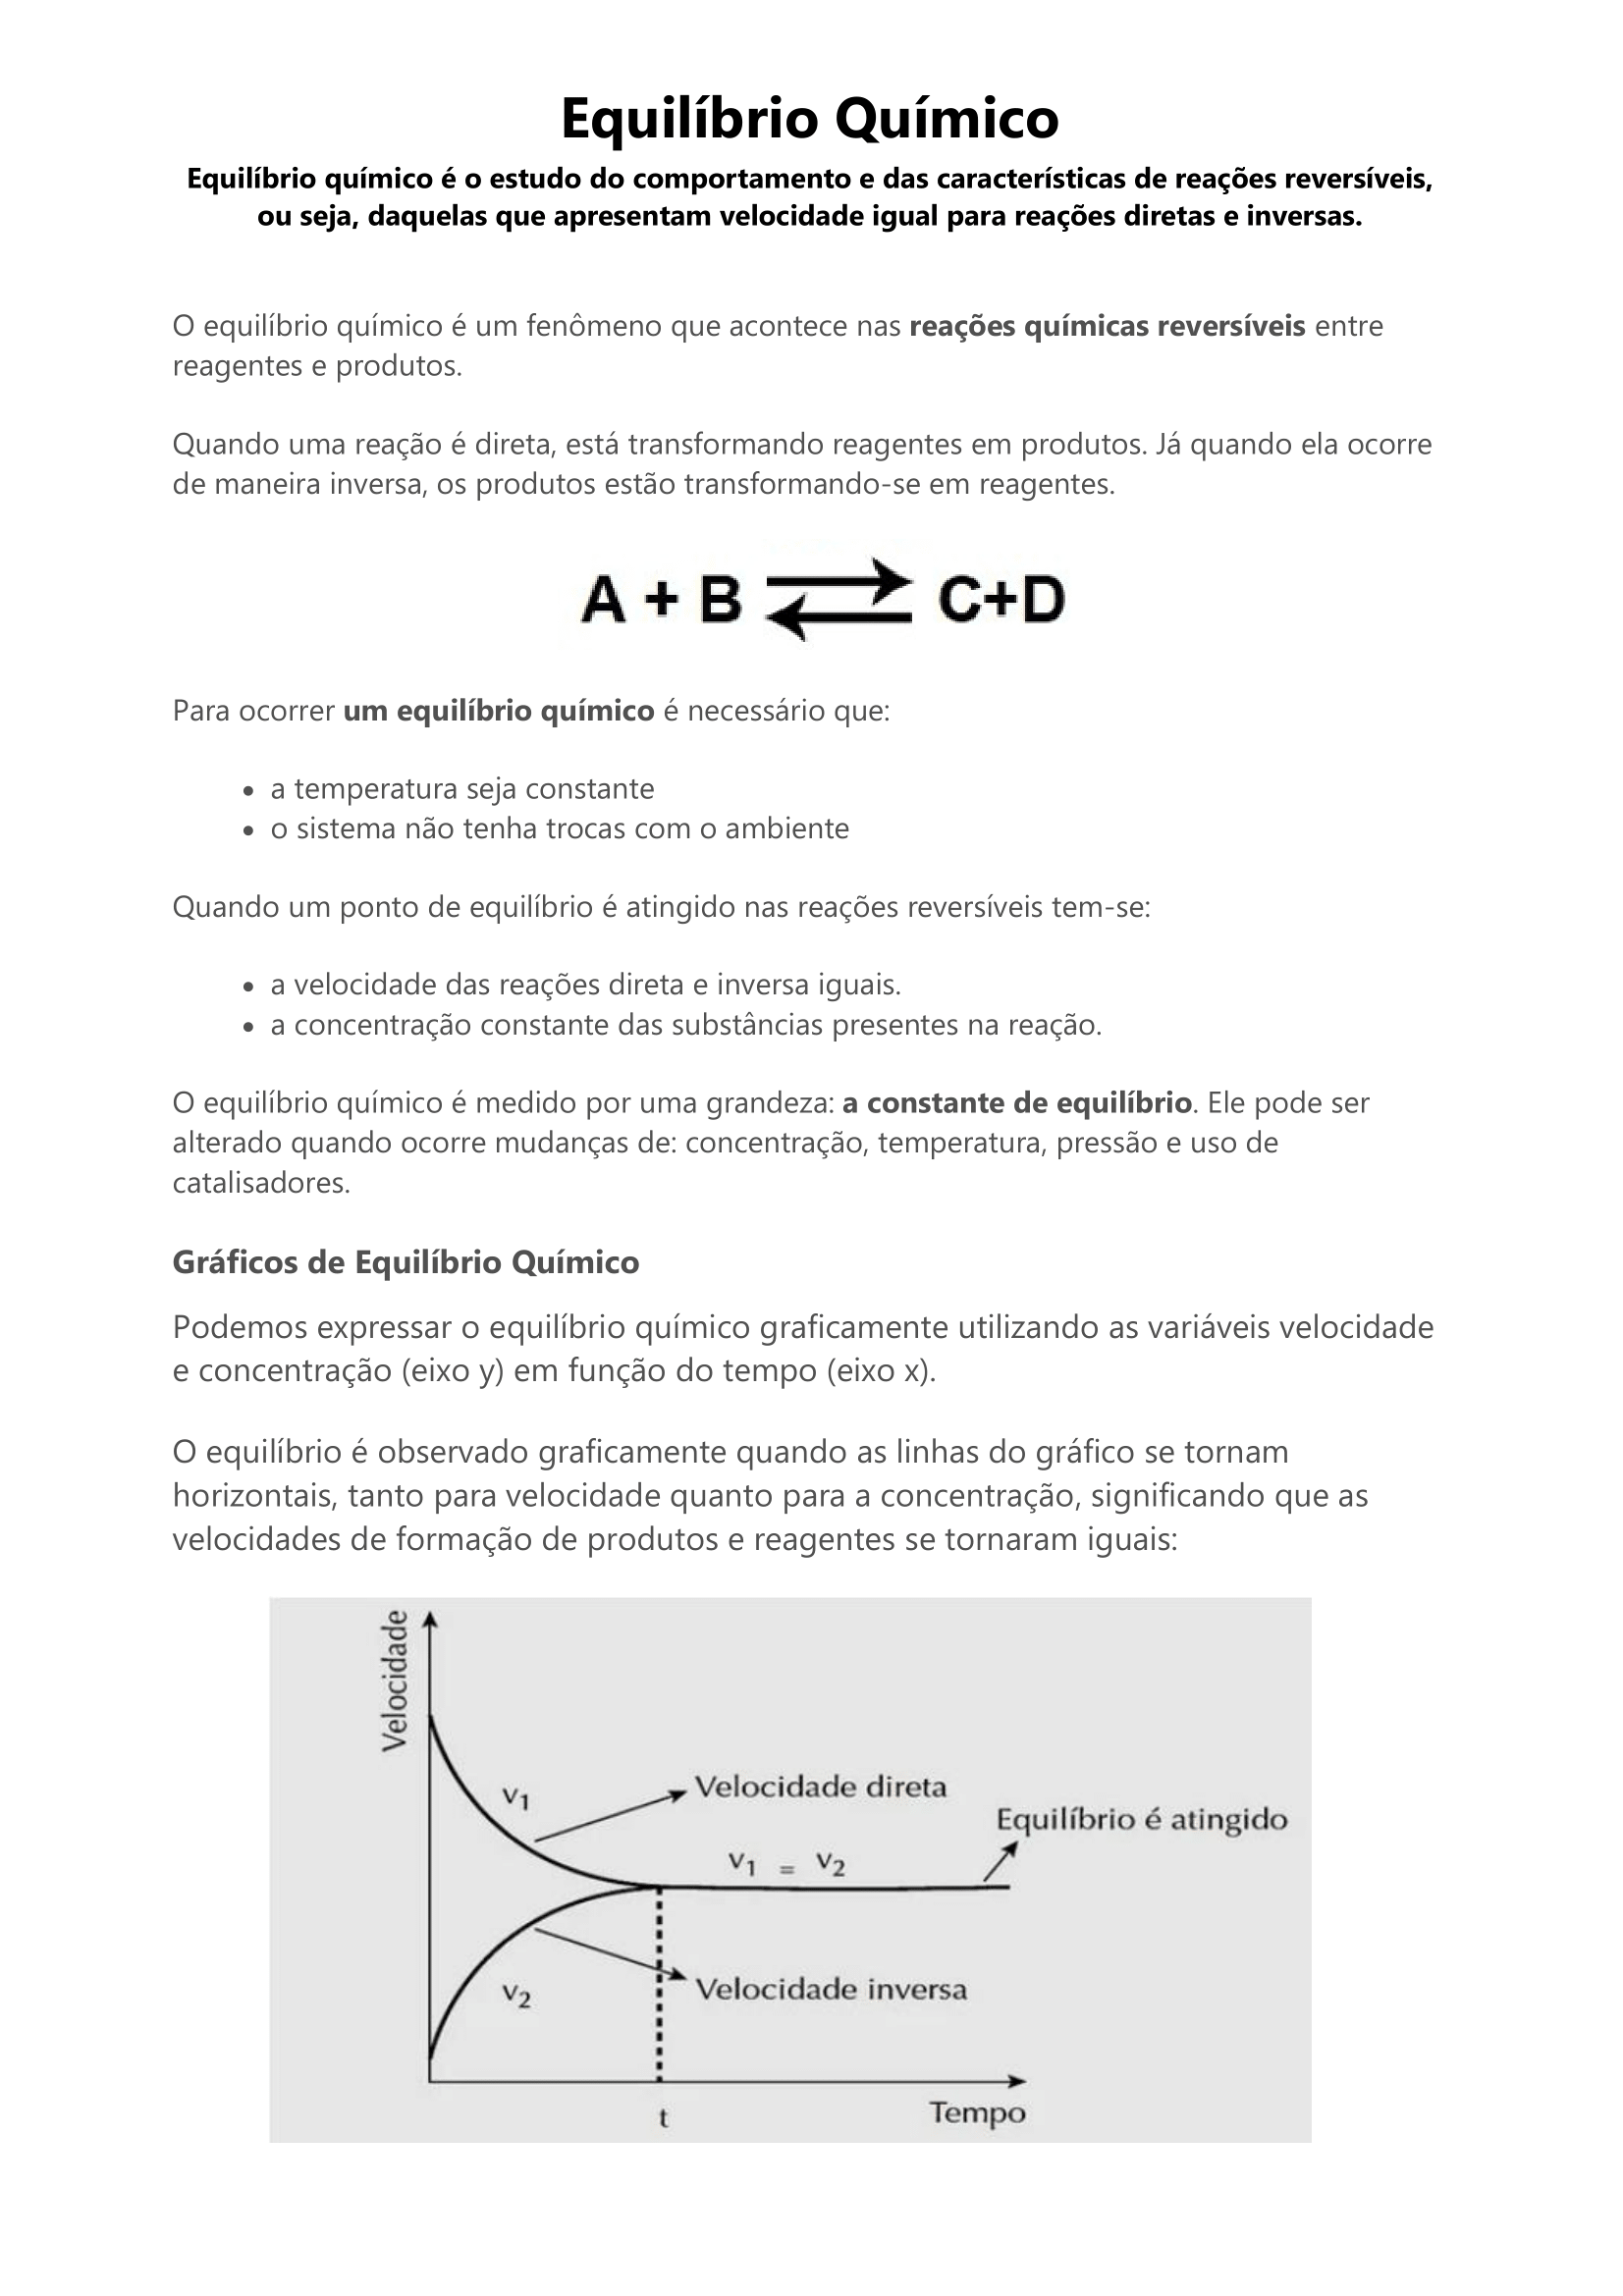 Equilíbrio Químico
Equilíbrio químico é o estudo do comportamento e das características de reações reversíveis,
ou seja, daquelas que apresentam velocidade igual para reações diretas e inversas.
O equilíbrio químico é um fenômeno que acontece nas reações químicas reversíveis entre
reagentes e produtos.
Quando uma reação é direta, está transformando reagentes em produtos. Já quando ela ocorre
de maneira inversa, os produtos estão transformando-se em reagentes.
A + B ⇄ C+D
Para ocorrer um equilíbrio químico é necessário que:
• a temperatura seja constante
• o sistema não tenha trocas com o ambiente
Quando um ponto de equilíbrio é atingido nas reações reversíveis tem-se:
• a velocidade das reações direta e inversa iguais.
• a concentração constante das substâncias presentes na reação.
O equilíbrio químico é medido por uma grandeza: a constante de equilíbrio. Ele pode ser
alterado quando ocorre mudanças de: concentração, temperatura, pressão e uso de
catalisadores.
Gráficos de Equilíbrio Químico
Podemos expressar o equilíbrio químico graficamente utilizando as variáveis velocidade
e concentração (eixo y) em função do tempo (eixo x).
O equilíbrio é observado graficamente quando as linhas do gráfico se tornam
horizontais, tanto para velocidade quanto para a concentração, significando que as
velocidades de formação de produtos e reagentes se tornaram iguais:
Velocidade
v₁
Velocidade direta
Equilíbrio é atingido
v₁ = v₂
v₂
Velocidade inversa
t
Tempo